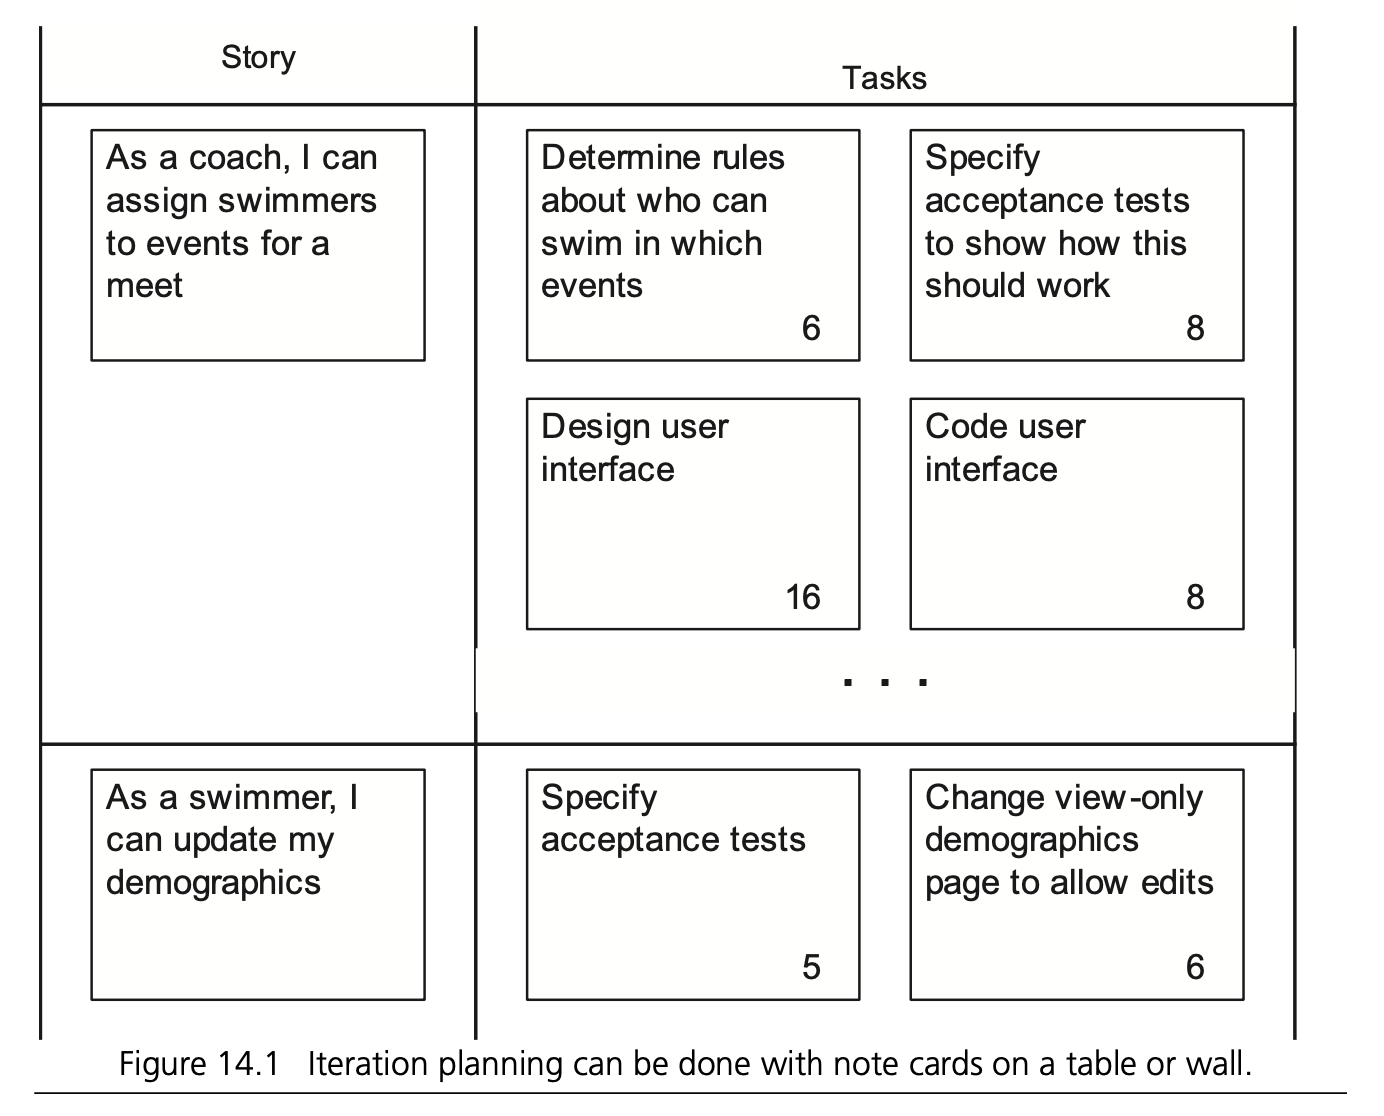 Story
Tasks
As a coach, I can
assign swimmers
to events for a
meet
Determine rules
about who can
swim in which
events
6
Specify
acceptance tests
to show how this
should work
8
Design user
interface
16
Code user
interface
8
. . .
As a swimmer, I
can update my
demographics
Specify
acceptance tests
5
Change view-only
demographics
page to allow edits
6
Figure 14.1 Iteration planning can be done with note cards on a table or wall.